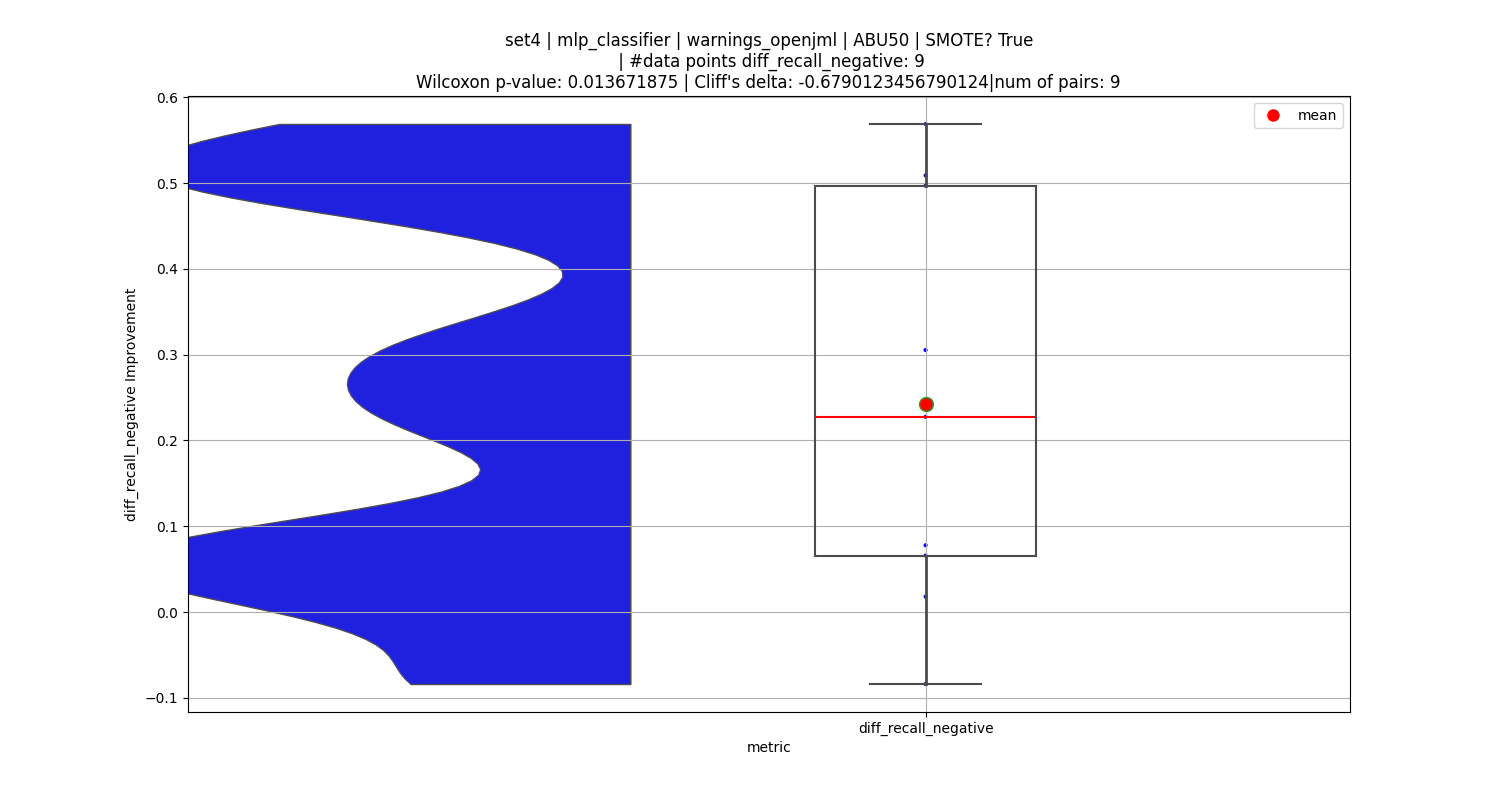 set4 | mlp_classifier | warnings_openjml | ABU50 | SMOTE? True
| #data points diff_recall_negative: 9
Wilcoxon p-value: 0.013671875 | Cliff's delta: -0.6790123456790124|num of pairs: 9
mean
0.6
0.5
0.4
0.3
0.2
0.1
0.0
−0.1
diff_recall_negative Improvement
diff_recall_negative
metric